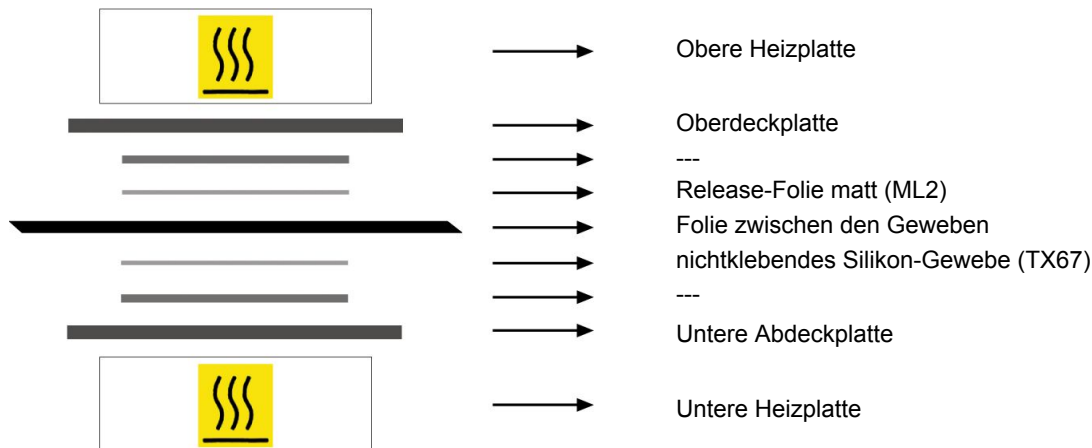 Obere Heizplatte
Oberdeckplatte
---
Release-Folie matt (ML2)
Folie zwischen den Geweben
nichtklebendes Silikon-Gewebe (TX67)
---
Untere Abdeckplatte
Untere Heizplatte